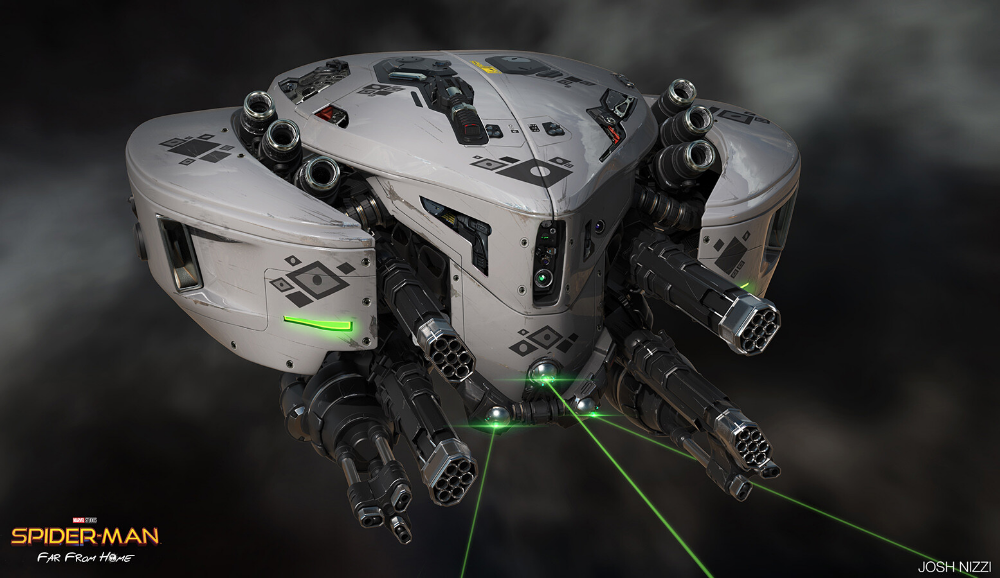 MARVEL STUDIOS
SPIDER-MAN
FAR FROM HOME
JOSH NIZZI